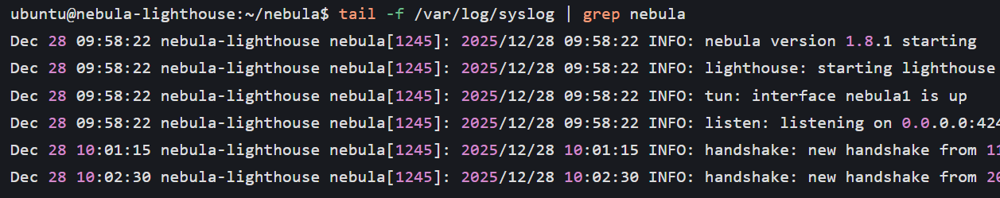 ubuntu@nebula-lighthouse:~/nebula$ tail -f /var/log/syslog | grep nebula
Dec 28 09:58:22 nebula-lighthouse nebula[1245]: 2025/12/28 09:58:22 INFO: nebula version 1.8.1 starting
Dec 28 09:58:22 nebula-lighthouse nebula[1245]: 2025/12/28 09:58:22 INFO: lighthouse: starting lighthouse
Dec 28 09:58:22 nebula-lighthouse nebula[1245]: 2025/12/28 09:58:22 INFO: tun: interface nebula1 is up
Dec 28 09:58:22 nebula-lighthouse nebula[1245]: 2025/12/28 09:58:22 INFO: listen: listening on 0.0.0.0:424
Dec 28 10:01:15 nebula-lighthouse nebula[1245]: 2025/12/28 10:01:15 INFO: handshake: new handshake from 11
Dec 28 10:02:30 nebula-lighthouse nebula[1245]: 2025/12/28 10:02:30 INFO: handshake: new handshake from 20